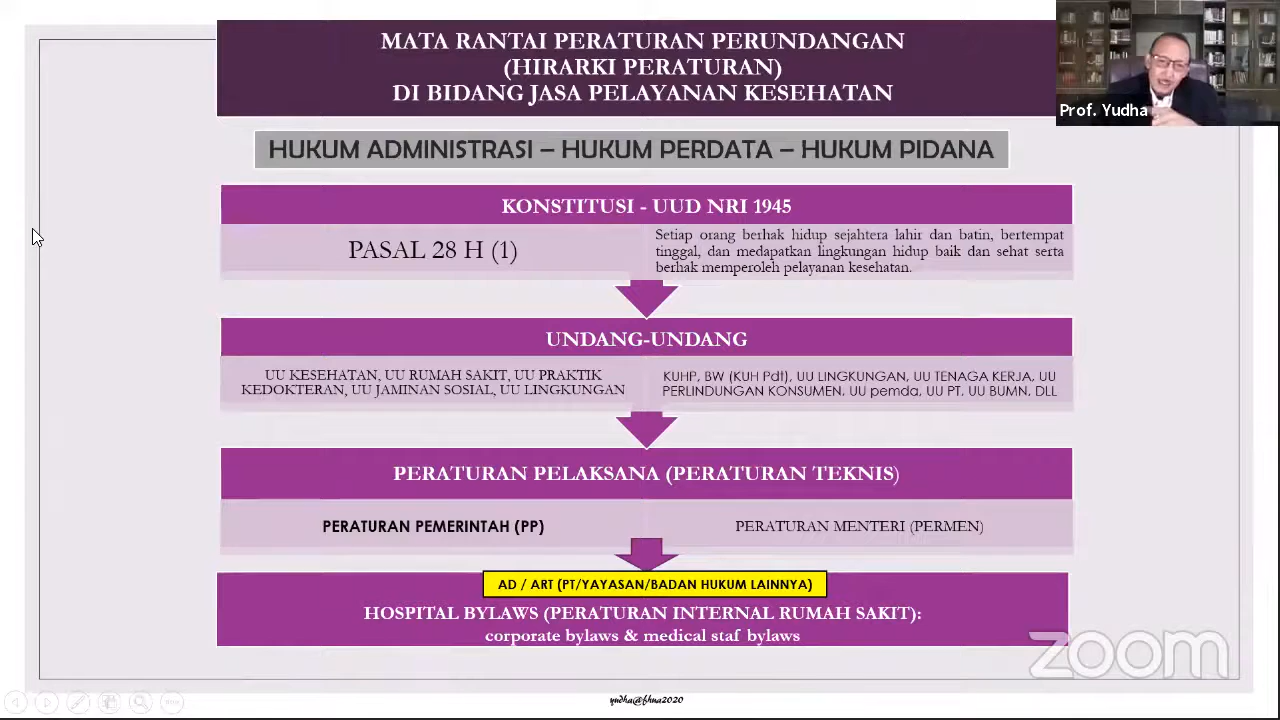 MATA RANTAI PERATURAN PERUNDANGAN
(HIRARKI PERATURAN)
DI BIDANG JASA PELAYANAN KESEHATAN
Prof. Yudha
HUKUM ADMINISTRASI – HUKUM PERDATA – HUKUM PIDANA
KONSTITUSI - UUD NRI 1945
PASAL 28 H (1)
Setiap orang berhak hidup sejahtera lahir dan batin, bertempat
tinggal, dan medapatkan lingkungan hidup baik dan sehat serta
berhak memperoleh pelayanan kesehatan.
UNDANG-UNDANG
UU KESEHATAN, UU RUMAH SAKIT, UU PRAKTIK
KEDOKTERAN, UU JAMINAN SOSIAL, UU LINGKUNGAN
KUHP, BW (KUH Pdt), UU LINGKUNGAN, UU TENAGA KERJA, UU
PERLINDUNGAN KONSUMEN, UU pemda, UU PT, UU BUMN, DLL
PERATURAN PELAKSANA (PERATURAN TEKNIS)
PERATURAN PEMERINTAH (PP)
PERATURAN MENTERI (PERMEN)
AD / ART (PT/YAYASAN/BADAN HUKUM LAINNYA)
HOSPITAL BYLAWS (PERATURAN INTERNAL RUMAH SAKIT):
corporate bylaws & medical staf bylaws
zoom
yudha@fhua2020